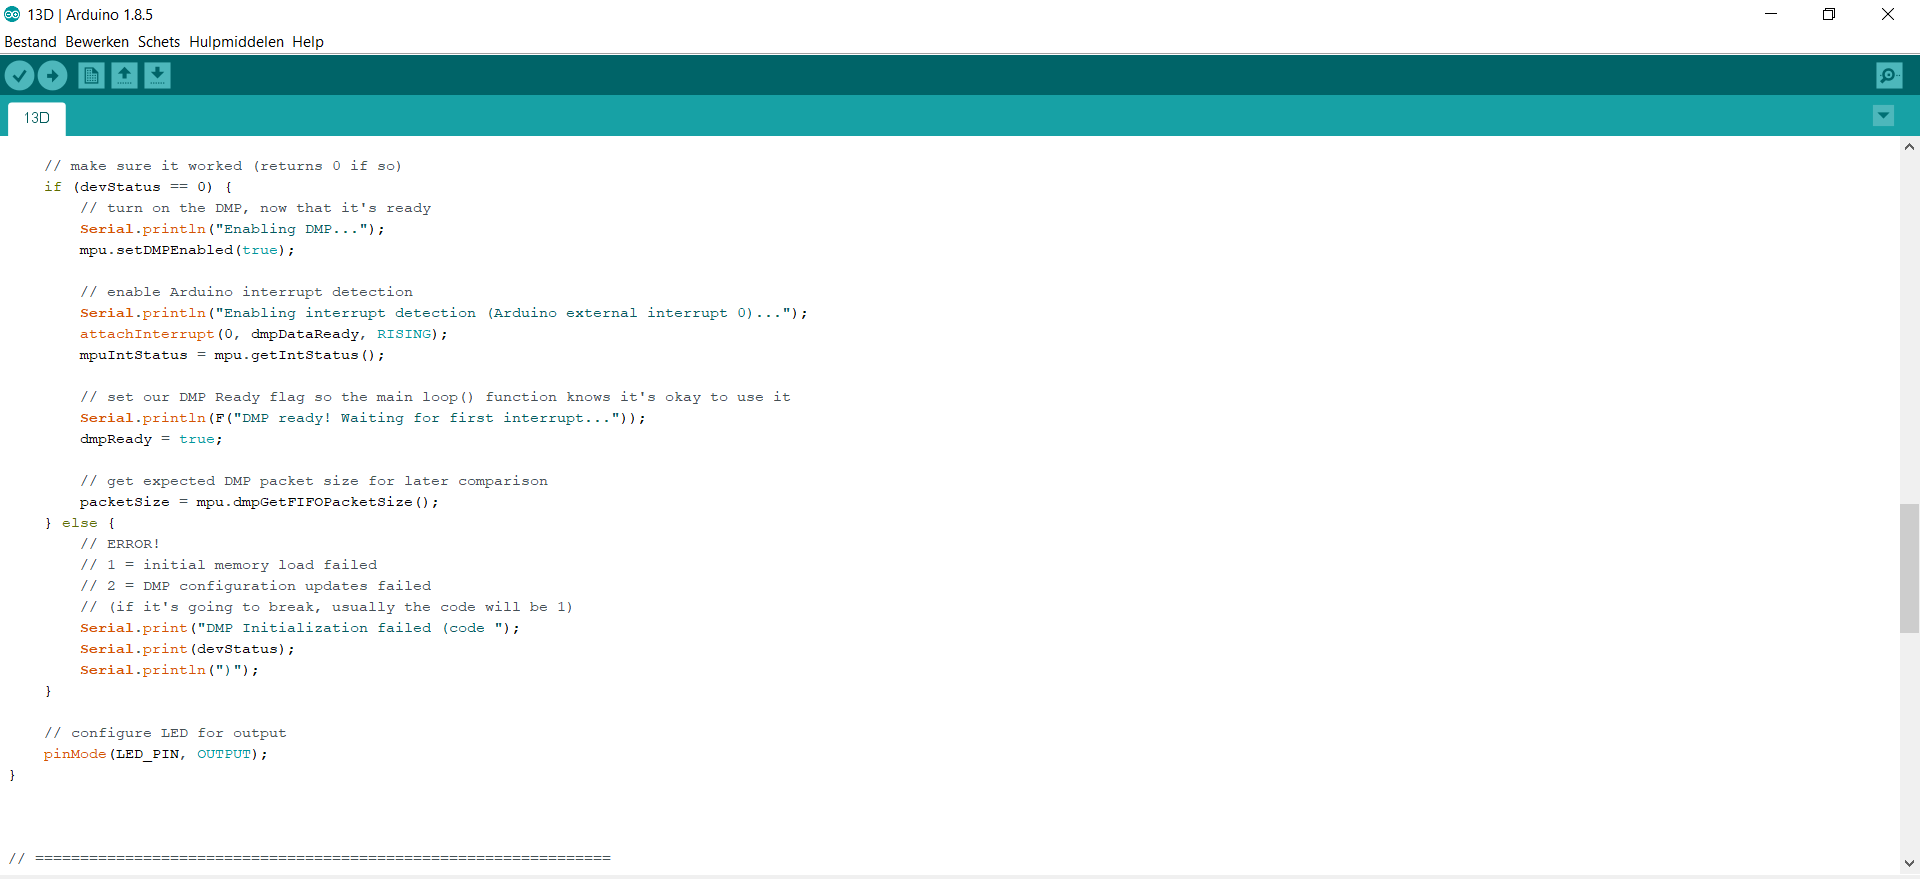 13D | Arduino 1.8.5
Bestand Bewerken Schets Hulpmiddelen Help
13D
// make sure it worked (returns 0 if so)
if (devStatus == 0) {
// turn on the DMP, now that it's ready
Serial.println("Enabling DMP...");
mpu.setDMPEnabled(true);
// enable Arduino interrupt detection
Serial.println("Enabling interrupt detection (Arduino external interrupt 0)...");
attachInterrupt(0, dmpDataReady, RISING);
mpuIntStatus = mpu.getIntStatus();
// set our DMP Ready flag so the main loop() function knows it's okay to use it
Serial.println(F("DMP ready! Waiting for first interrupt..."));
dmpReady = true;
// get expected DMP packet size for later comparison
packetSize = mpu.dmpGetFIFOPacketSize();
} else {
// ERROR!
// 1 = initial memory load failed
// 2 = DMP configuration updates failed
// (if it's going to break, usually the code will be 1)
Serial.print("DMP Initialization failed (code ");
Serial.print(devStatus);
Serial.println(")");
}
// configure LED for output
pinMode(LED_PIN, OUTPUT);
}
// ================================================================